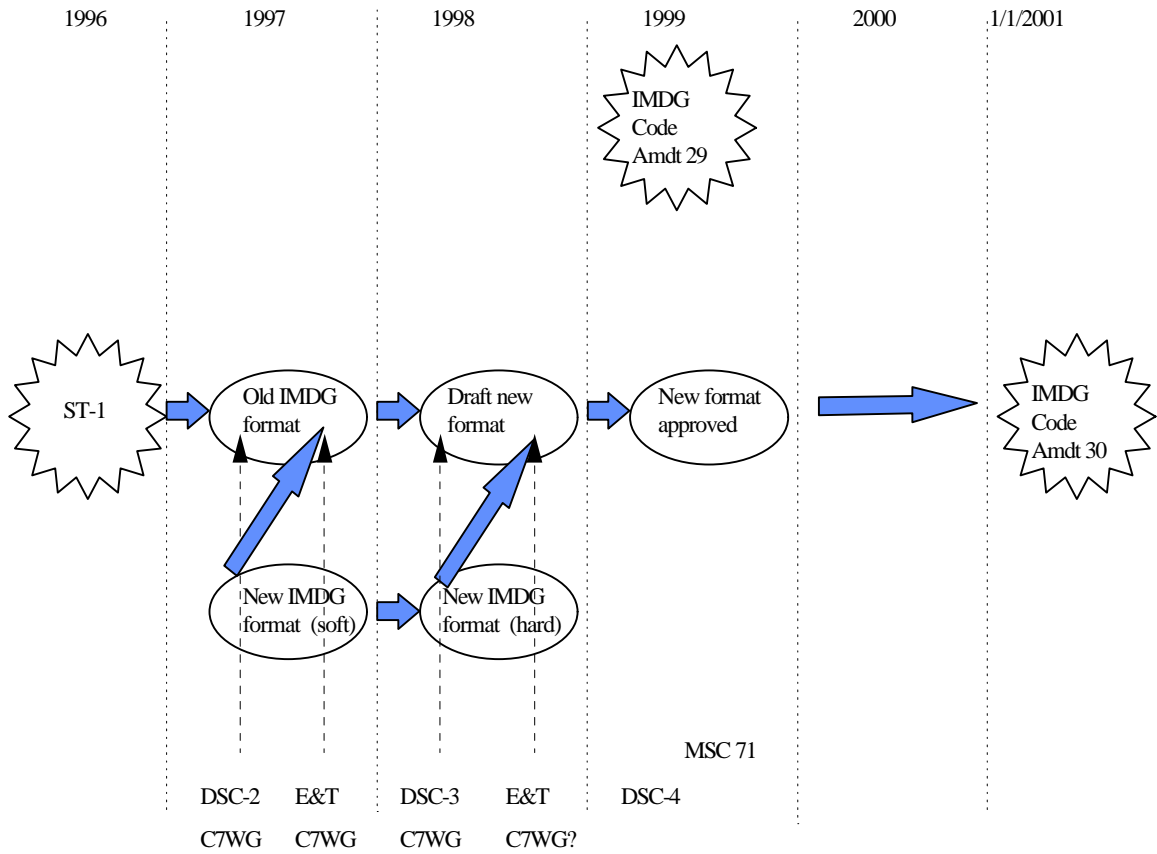 1996 1997 1998 1999 2000 1/1/2001
IMDG
Code
Amdt 29
ST-1
Old IMDG
format
Draft new
format
New format
approved
IMDG
Code
Amdt 30
New IMDG
format (soft)
New IMDG
format (hard)
MSC 71
DSC-2 E&T DSC-3 E&T DSC-4
C7WG C7WG C7WG C7WG?